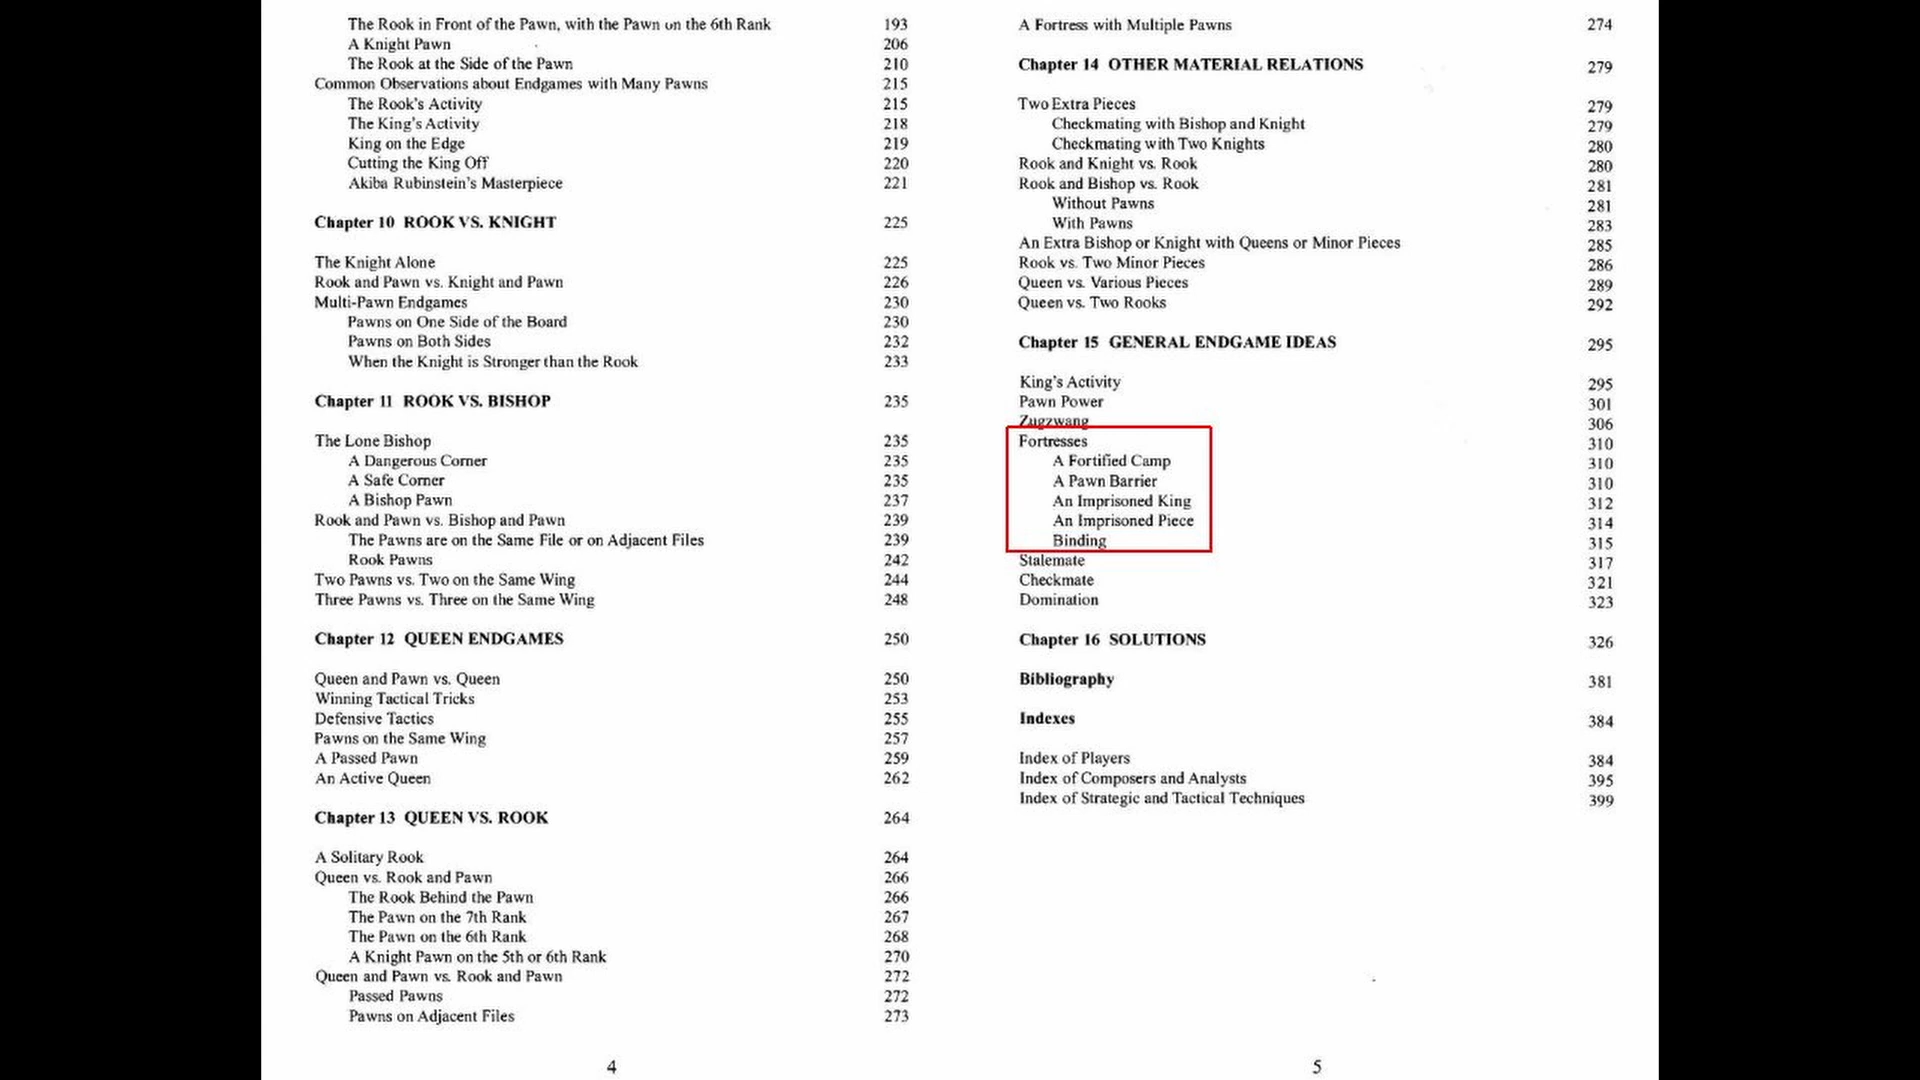 The Rook in Front of the Pawn, with the Pawn on the 6th Rank 193
A Knight Pawn 206
The Rook at the Side of the Pawn 210
Common Observations about Endgames with Many Pawns 215
The Rook's Activity 215
The King's Activity 218
King on the Edge 219
Cutting the King Off 220
Akiba Rubinstein's Masterpiece 221
Chapter 10 ROOK VS. KNIGHT 225
The Knight Alone 225
Rook and Pawn vs. Knight and Pawn 226
Multi-Pawn Endgames 230
Pawns on One Side of the Board 230
Pawns on Both Sides 232
When the Knight is Stronger than the Rook 233
Chapter 11 ROOK VS. BISHOP 235
The Lone Bishop 235
A Dangerous Corner 235
A Safe Corner 235
A Bishop Pawn 237
Rook and Pawn vs. Bishop and Pawn 239
The Pawns are on the Same File or on Adjacent Files 239
Rook Pawns 242
Two Pawns vs. Two on the Same Wing 244
Three Pawns vs. Three on the Same Wing 248
Chapter 12 QUEEN ENDGAMES 250
Queen and Pawn vs. Queen 250
Winning Tactical Tricks 253
Defensive Tactics 255
Pawns on the Same Wing 257
A Passed Pawn 259
An Active Queen 262
Chapter 13 QUEEN VS. ROOK 264
A Solitary Rook 264
Queen vs. Rook and Pawn 266
The Rook Behind the Pawn 266
The Pawn on the 7th Rank 267
The Pawn on the 6th Rank 268
A Knight Pawn on the 5th or 6th Rank 270
Queen and Pawn vs. Rook and Pawn 272
Passed Pawns 272
Pawns on Adjacent Files 273
4
A Fortress with Multiple Pawns 274
Chapter 14 OTHER MATERIAL RELATIONS 279
Two Extra Pieces 279
Checkmating with Bishop and Knight 279
Checkmating with Two Knights 280
Rook and Knight vs. Rook 280
Rook and Bishop vs. Rook 281
Without Pawns 281
With Pawns 283
An Extra Bishop or Knight with Queens or Minor Pieces 285
Rook vs. Two Minor Pieces 286
Queen vs. Various Pieces 289
Queen vs. Two Rooks 292
Chapter 15 GENERAL ENDGAME IDEAS 295
King's Activity 295
Pawn Power 301
Zugzwang 306
Fortresses 310
A Fortified Camp 310
A Pawn Barrier 310
An Imprisoned King 312
An Imprisoned Piece 314
Binding 315
Stalemate 317
Checkmate 321
Domination 323
Chapter 16 SOLUTIONS 326
Bibliography 381
Indexes 384
Index of Players 384
Index of Composers and Analysts 395
Index of Strategic and Tactical Techniques 399
5